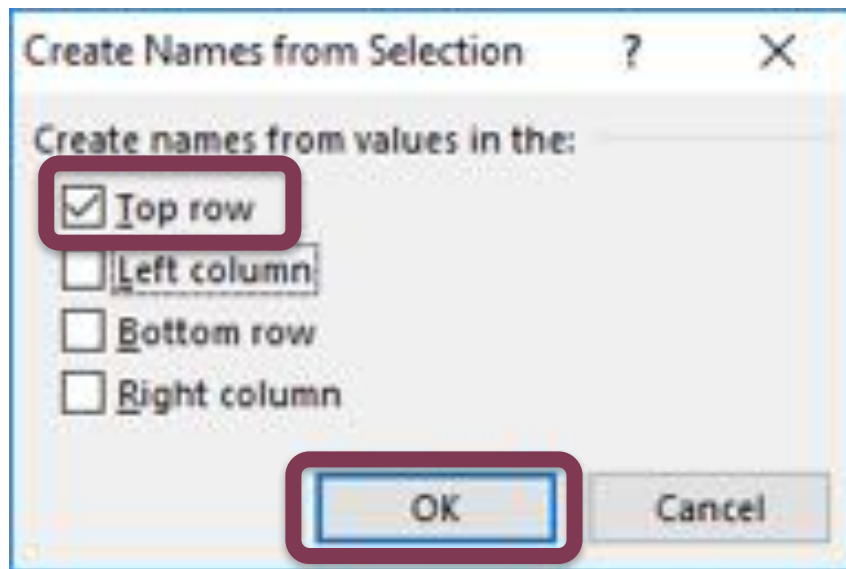 Create Names from Selection ?
Create names from values in the:
Top row
Left column
Bottom row
Right column
OK Cancel